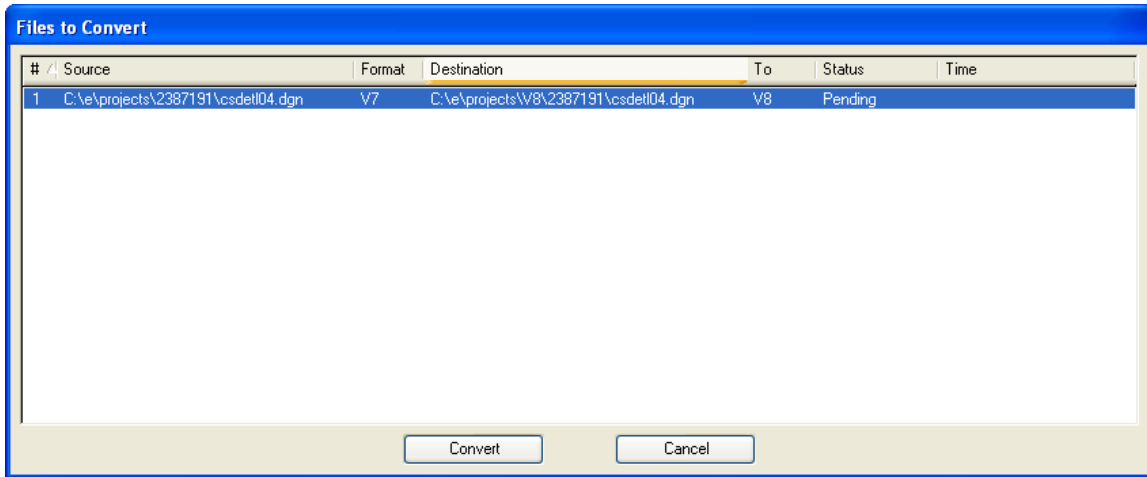 Files to Convert
# Source Format Destination To Status Time
1 C:\e\projects\2387191\csdetl04.dgn V7 C:\e\projects\V8\2387191\csdetl04.dgn V8 Pending
Convert Cancel